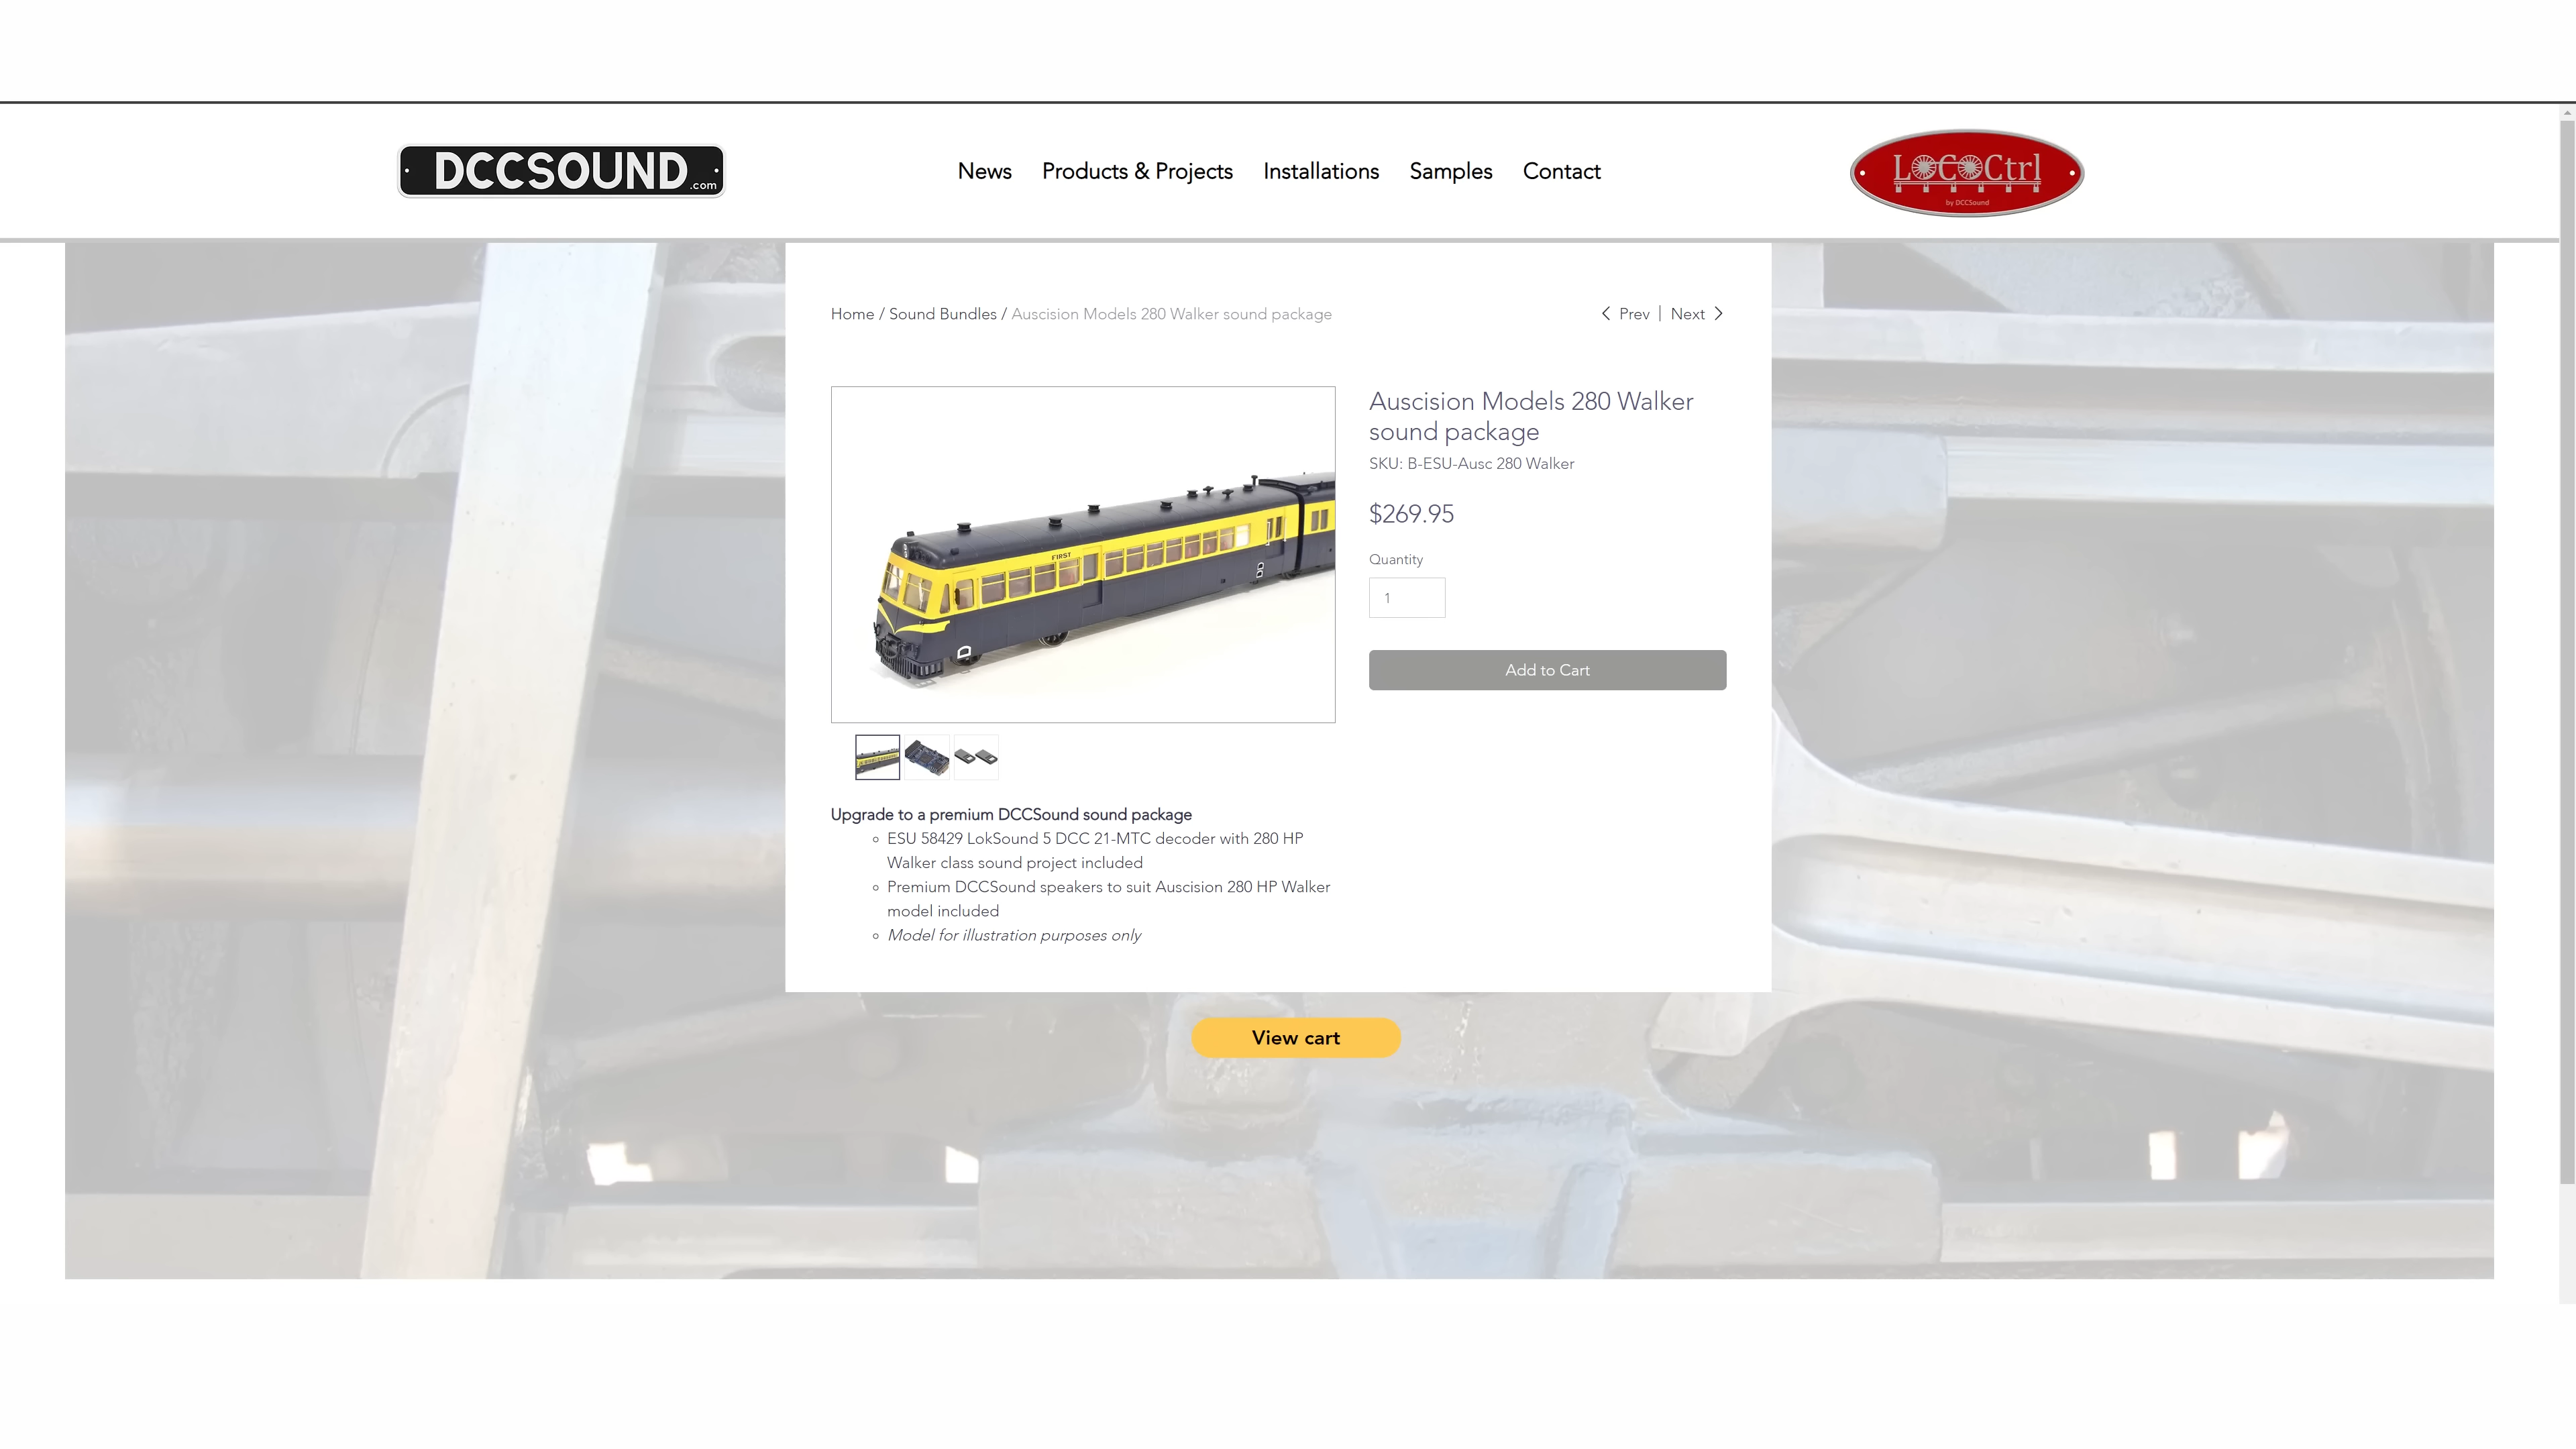 DCCSOUND.com
News Products & Projects Installations Samples Contact
LOCOCtrl
by DCCSound
Home / Sound Bundles / Auscision Models 280 Walker sound package
Prev | Next
FIRST
Auscision Models 280 Walker
sound package
SKU: B-ESU-Ausc 280 Walker
$269.95
Quantity
1
Add to Cart
Upgrade to a premium DCCSound sound package
ESU 58429 LokSound 5 DCC 21-MTC decoder with 280 HP
Walker class sound project included
Premium DCCSound speakers to suit Auscision 280 HP Walker
model included
Model for illustration purposes only
View cart